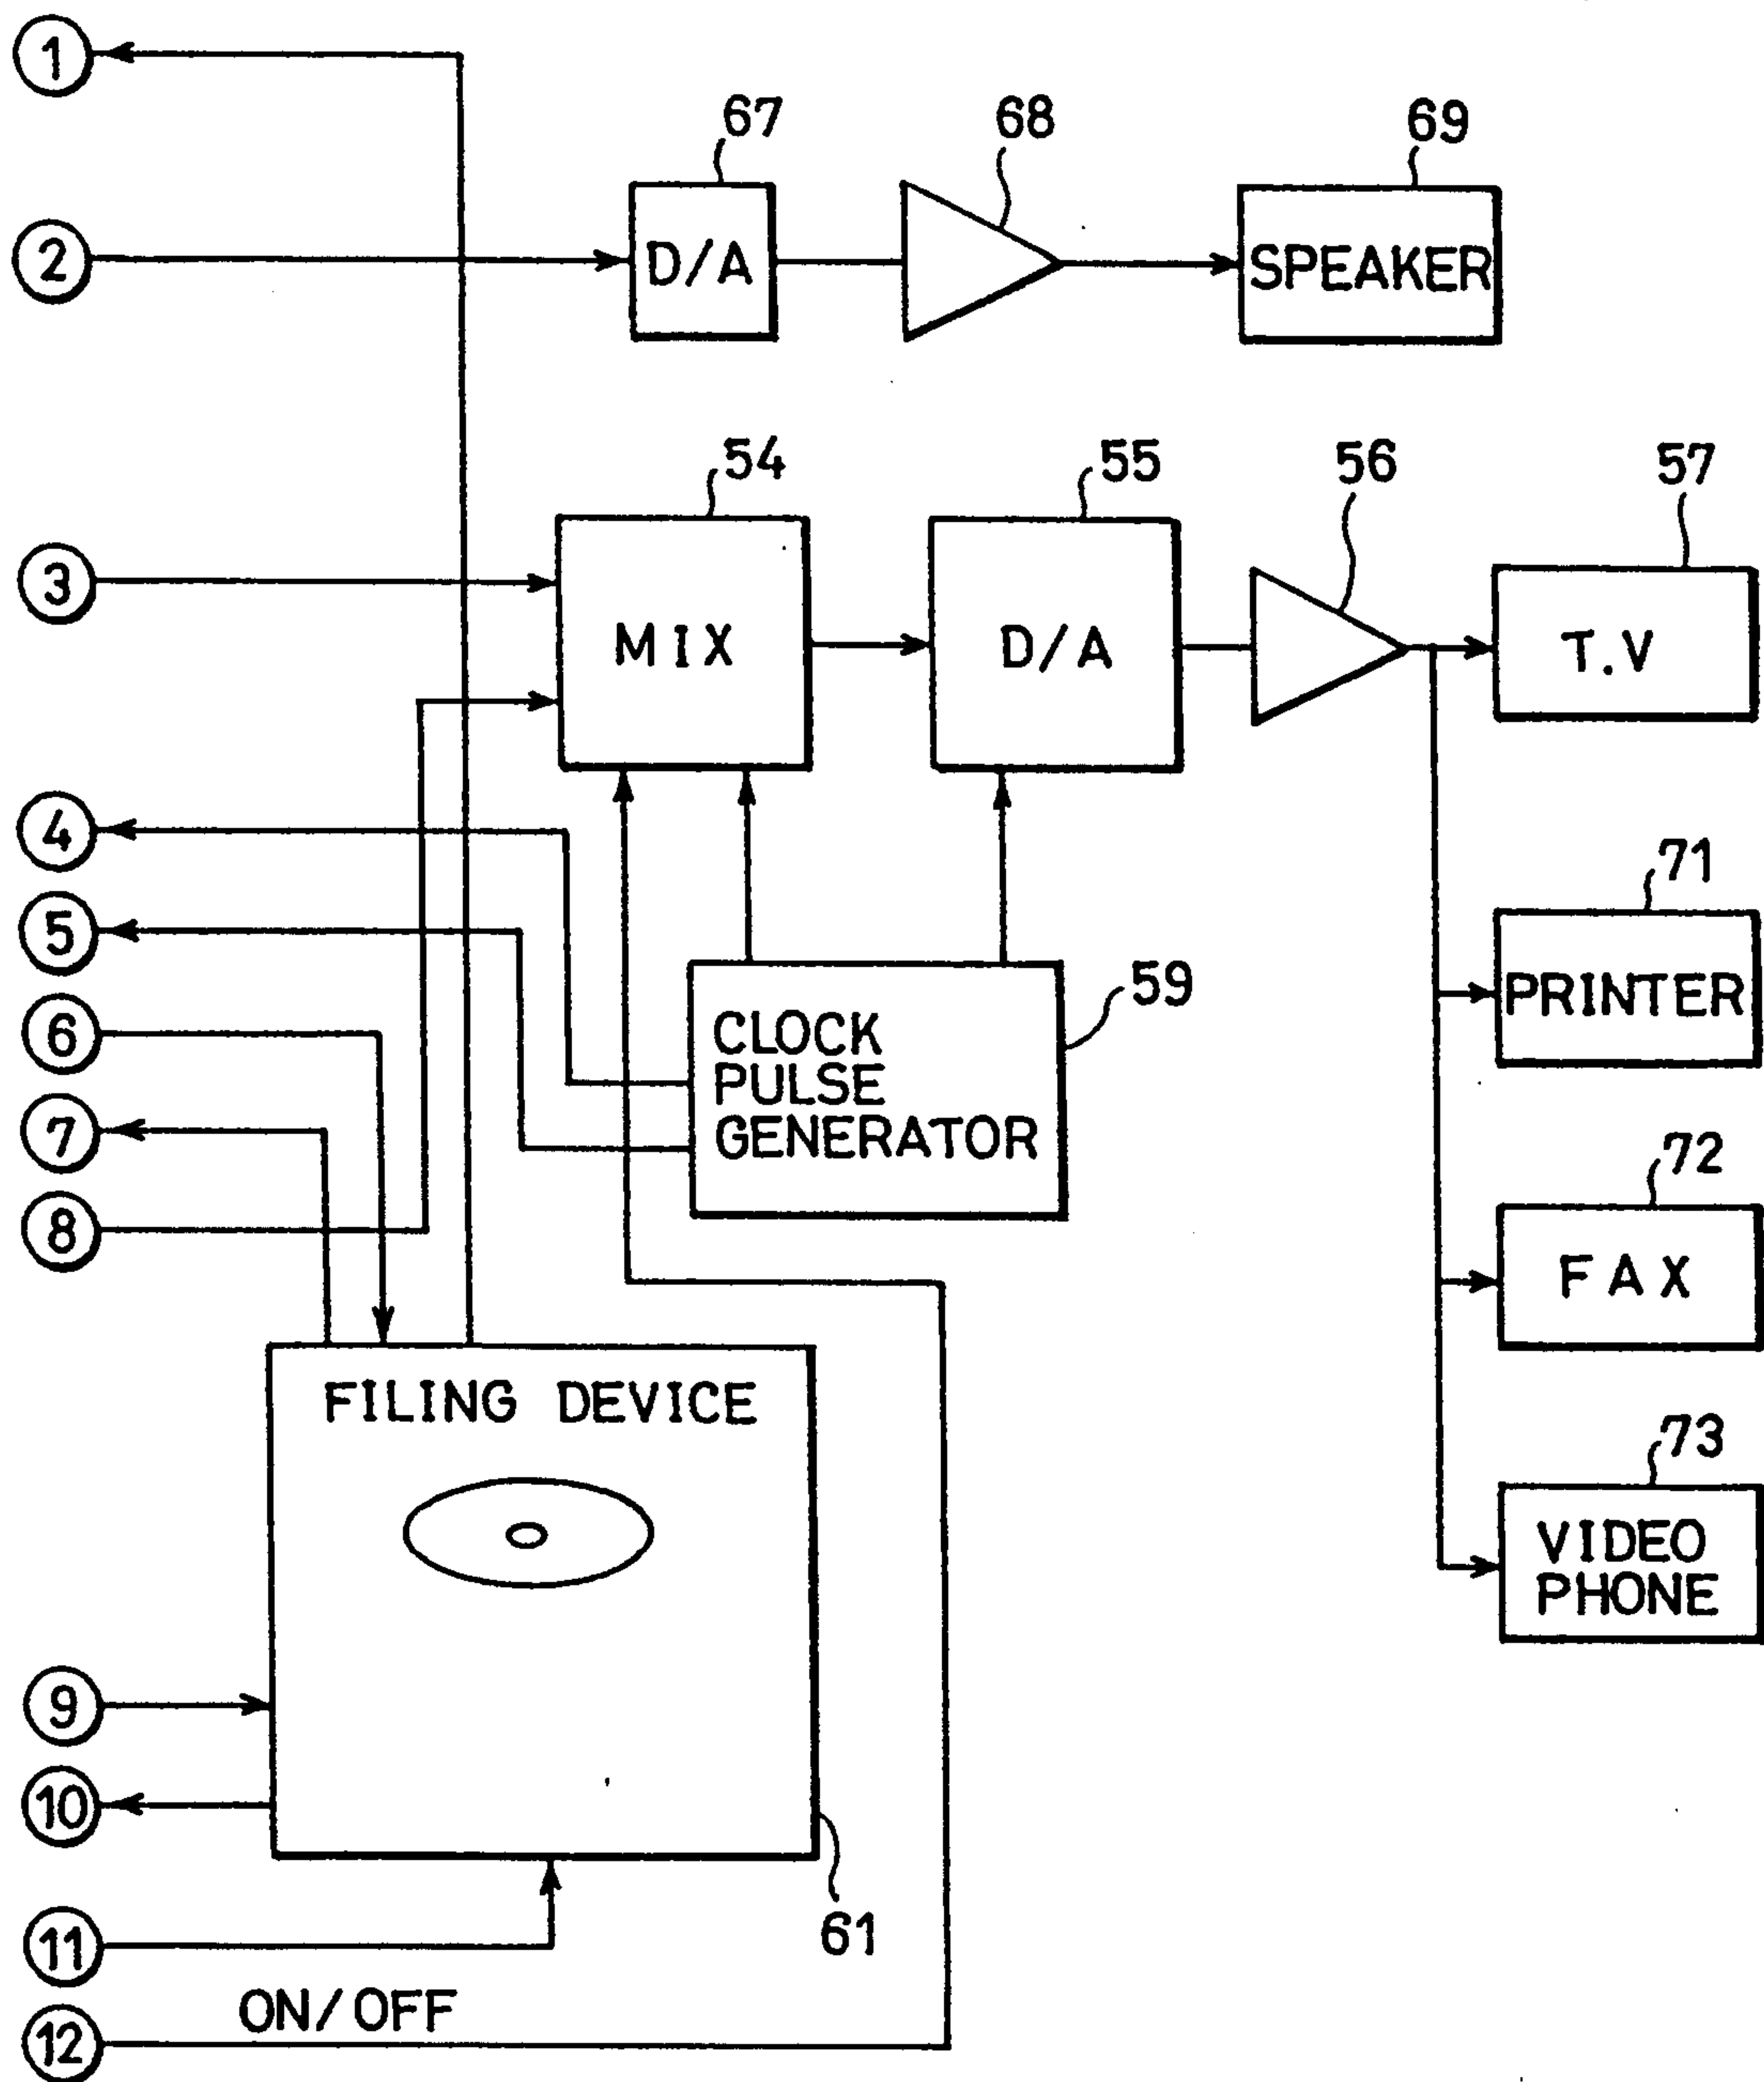 1
67
68
69
2
D/A
SPEAKER
54
55
56
57
3
MIX
D/A
T.V
4
71
5
59
PRINTER
6
CLOCK
PULSE
GENERATOR
7
72
8
FAX
FILING DEVICE
73
VIDEO
PHONE
9
10
61
11
ON/OFF
12